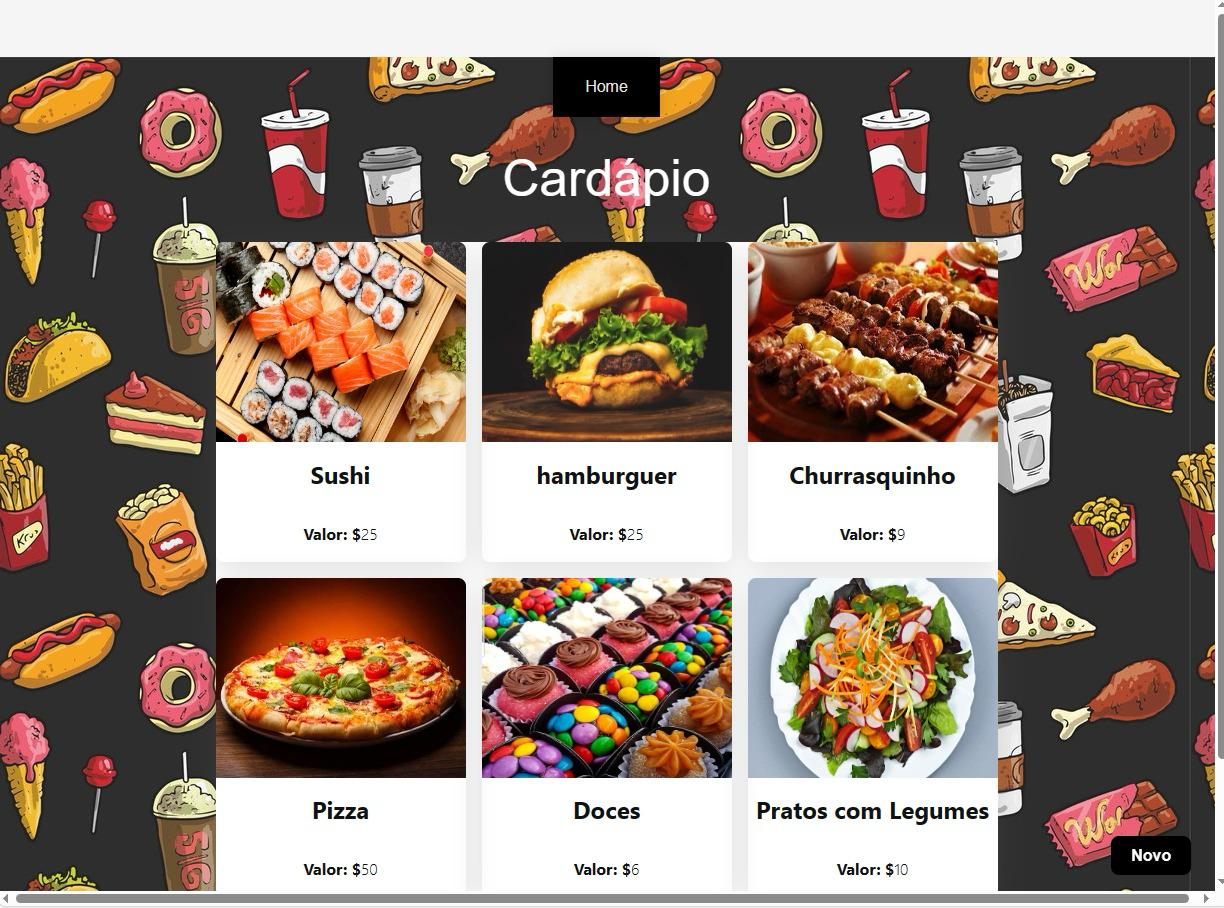 Home
Cardápio
Sushi
hamburguer
Churrasquinho
Valor: $25
Valor: $25
Valor: $9
Pizza
Doces
Pratos com Legumes
Valor: $50
Valor: $6
Valor: $10
Novo